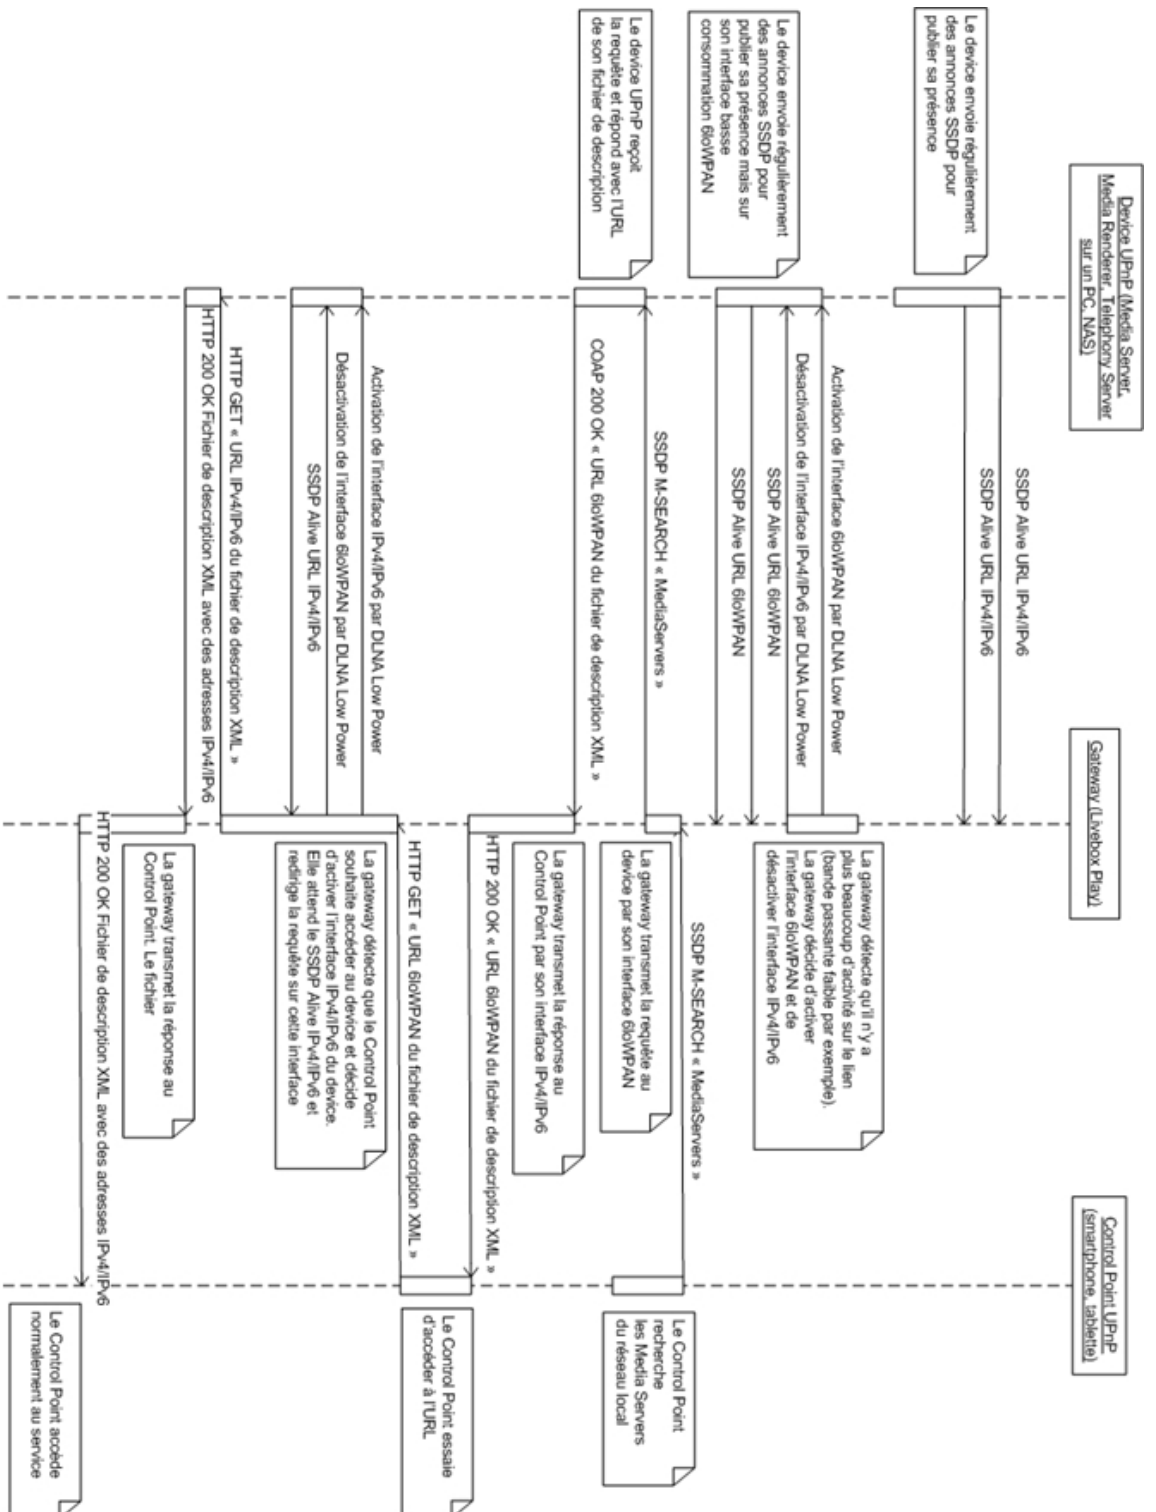 Device UPnP (Media Server,
Media Renderer, Telephony Server
sur un PC, NAS)
Gateway (Livebox Play)
Control Point UPnP
(smartphone, tablette)
Le device envoie régulièrement
des annonces SSDP pour
publier sa présence
SSDP Alive URL IPv4/IPv6
SSDP Alive URL IPv4/IPv6
La gateway détecte qu'il n'y a
plus beaucoup d'activité sur le lien
(bande passante faible par exemple).
La gateway décide d'activer
l'interface 6loWPAN et de
désactiver l'interface IPv4/IPv6
Activation de l'interface 6loWPAN par DLNA Low Power
Désactivation de l'interface IPv4/IPv6 par DLNA Low Power
Le device envoie régulièrement
des annonces SSDP pour
publier sa présence mais sur
son interface basse
consommation 6loWPAN
SSDP Alive URL 6loWPAN
SSDP Alive URL 6loWPAN
SSDP M-SEARCH « MediaServers »
Le Control Point
recherche
les Media Servers
du réseau local
SSDP M-SEARCH « MediaServers »
La gateway transmet la requête au
device par son interface 6loWPAN
Le device UPnP reçoit
la requête et répond avec l'URL
de son fichier de description
COAP 200 OK « URL 6loWPAN du fichier de description XML »
La gateway transmet la réponse au
Control Point par son interface IPv4/IPv6
HTTP 200 OK « URL 6loWPAN du fichier de description XML »
Le Control Point essaie
d'accéder à l'URL
HTTP GET « URL 6loWPAN du fichier de description XML »
La gateway détecte que le Control Point
souhaite accéder au device et décide
d'activer l'interface IPv4/IPv6 du device.
Elle attend le SSDP Alive IPv4/IPv6 et
redirige la requête sur cette interface
Activation de l'interface IPv4/IPv6 par DLNA Low Power
Désactivation de l'interface 6loWPAN par DLNA Low Power
SSDP Alive URL IPv4/IPv6
HTTP GET « URL IPv4/IPv6 du fichier de description XML »
HTTP 200 OK Fichier de description XML avec des adresses IPv4/IPv6
La gateway transmet la réponse au
Control Point. Le fichier
HTTP 200 OK Fichier de description XML avec des adresses IPv4/IPv6
Le Control Point accède
normalement au service